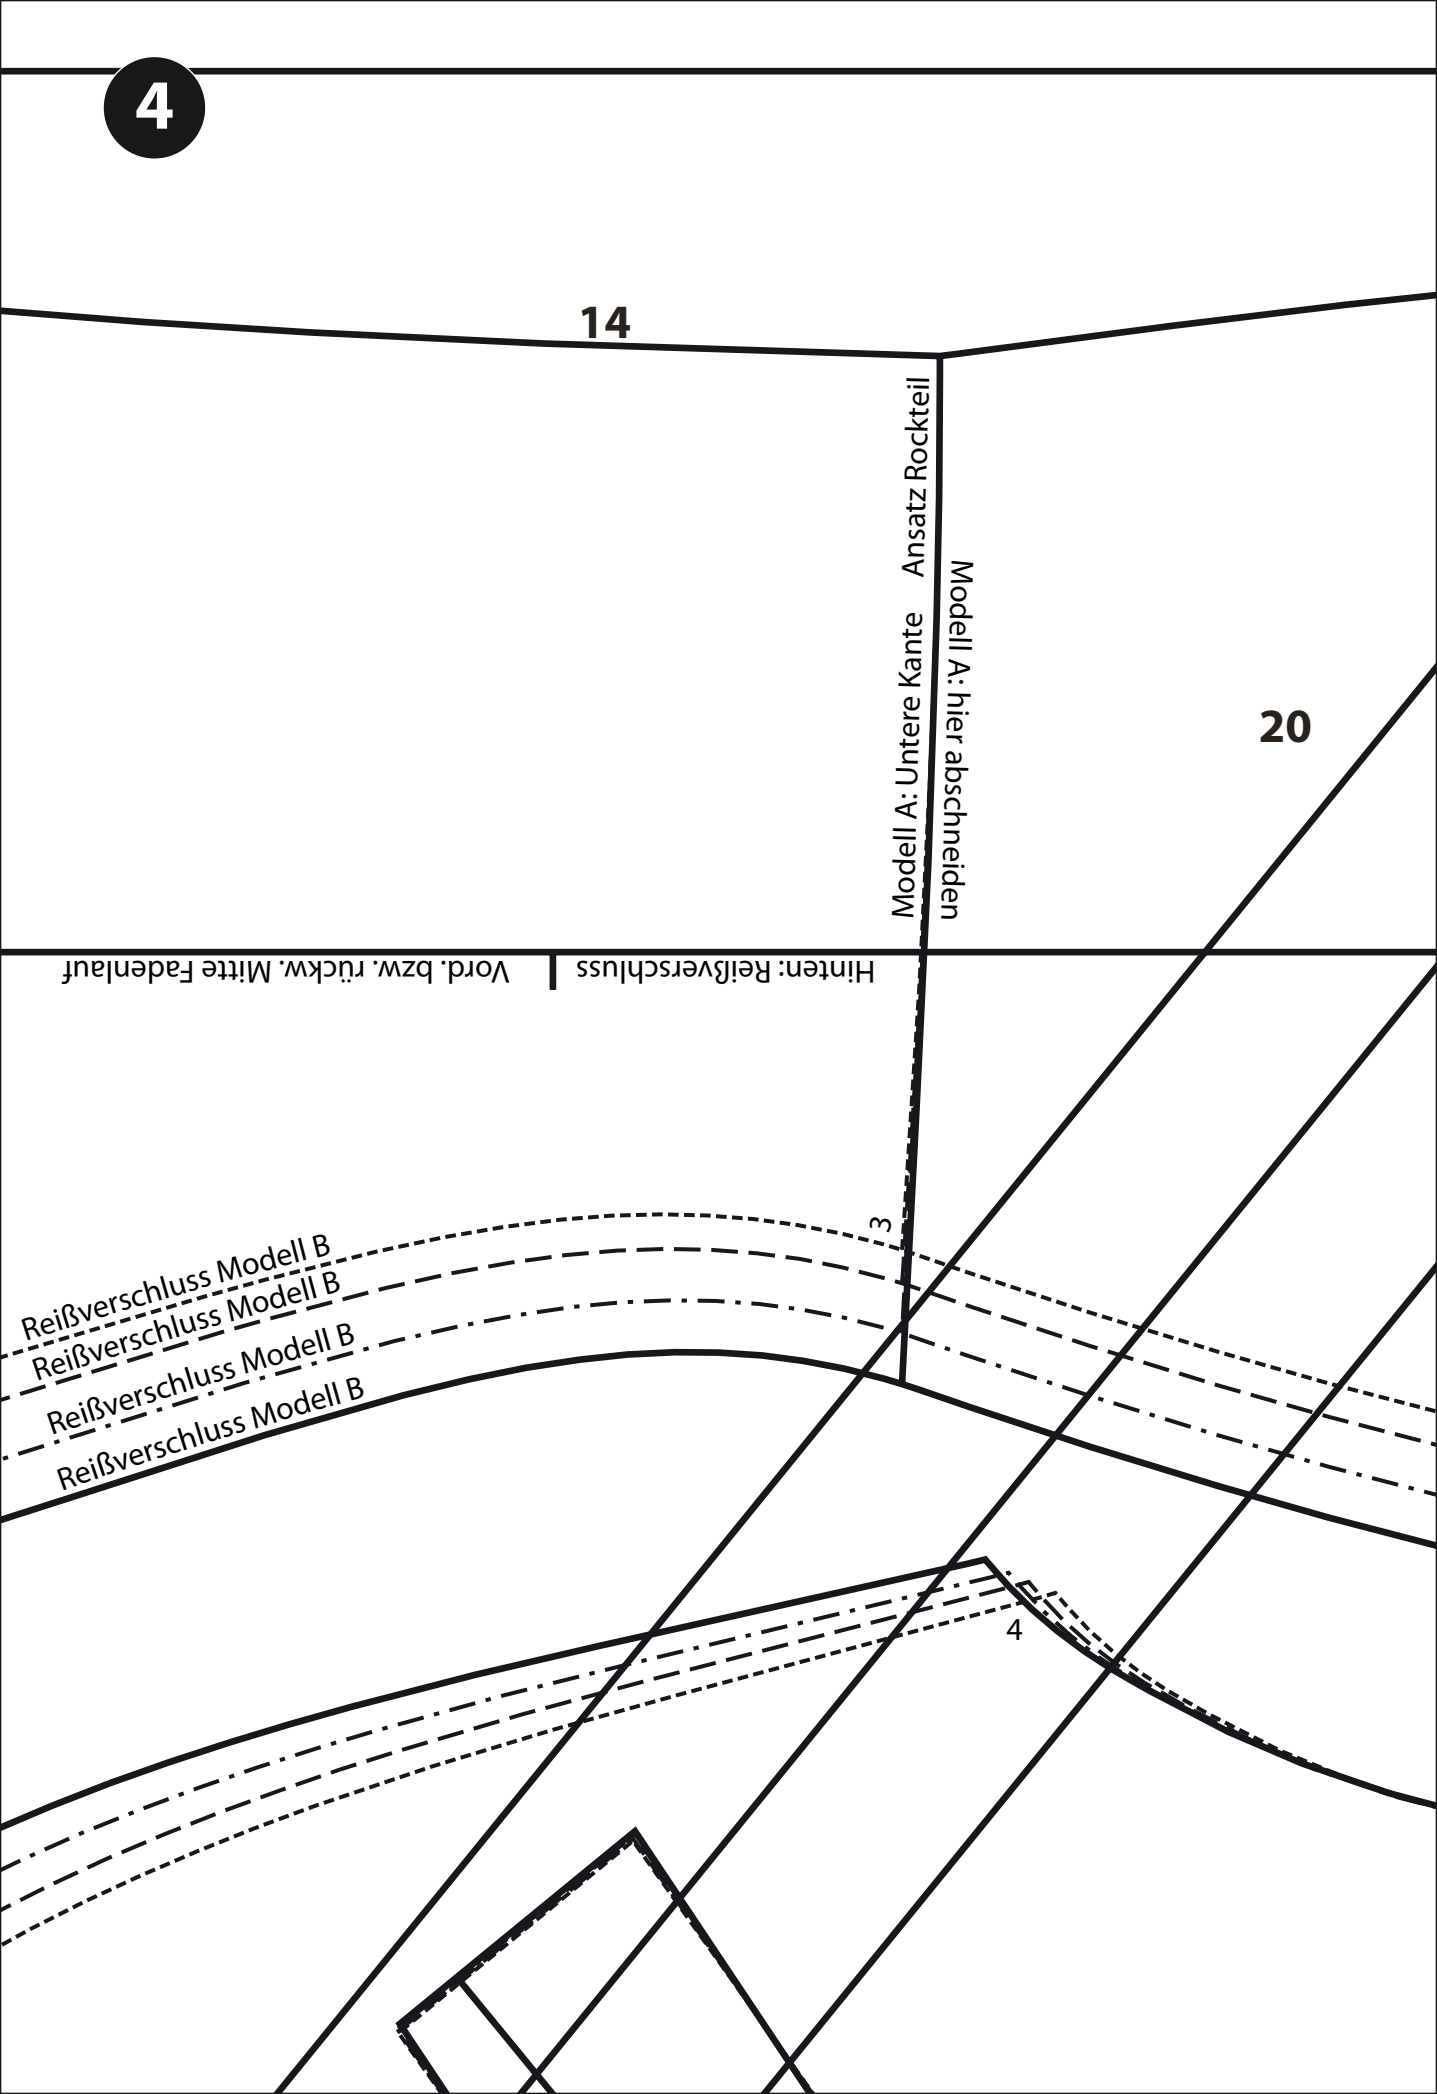 4
14
Ansatz Rockteil
Modell A: Untere Kante
Modell A: hier abschneiden
20
Vord. bzw. rückw. Mitte Fadenlauf
Hinten: Reißverschluss
3
Reißverschluss Modell B
Reißverschluss Modell B
Reißverschluss Modell B
Reißverschluss Modell B
4